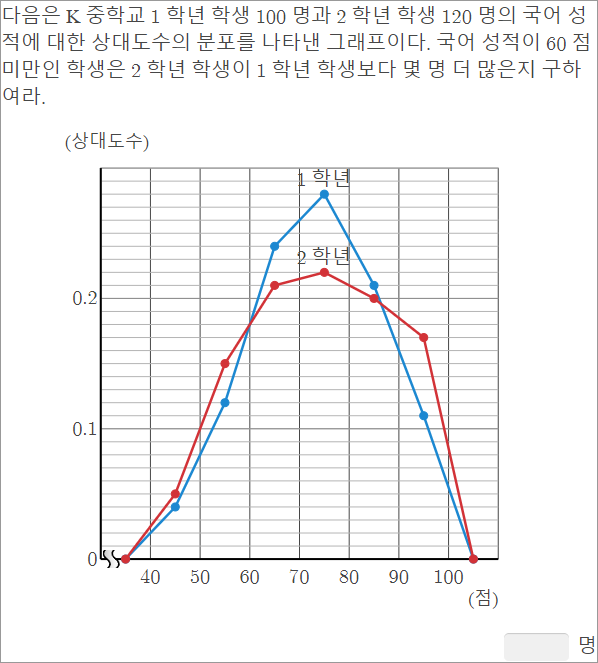 다음은 K 중학교 1 학년 학생 100 명과 2 학년 학생 120 명의 국어 성
적에 대한 상대도수의 분포를 나타낸 그래프이다. 국어 성적이 60 점
미만인 학생은 2 학년 학생이 1 학년 학생보다 몇 명 더 많은지 구하
여라.
(상대도수)
1 학년
2 학년
0.2
0.1
0
40 50 60 70 80 90 100
(점)
명